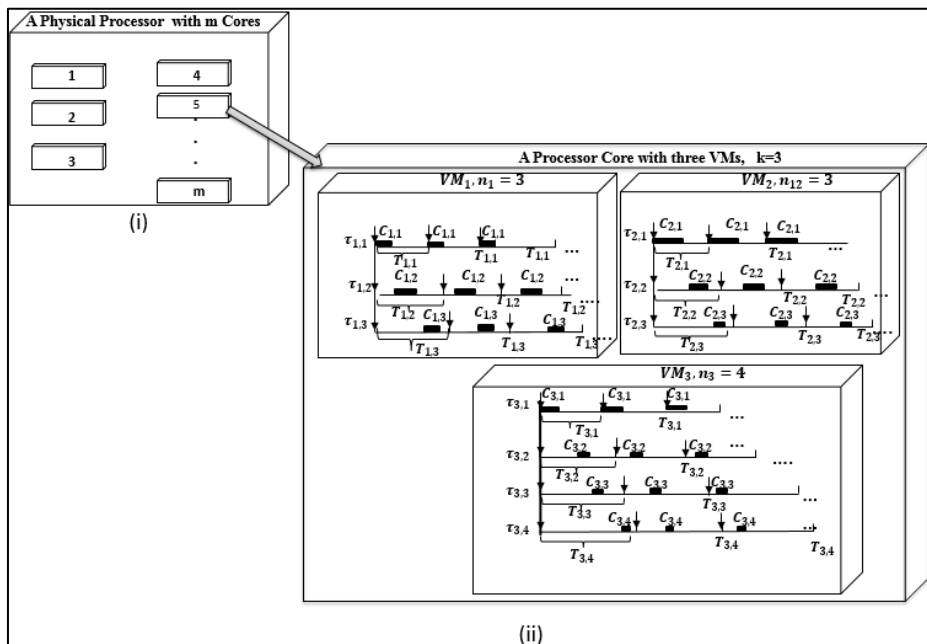 A Physical Processor with m Cores
1
2
3
4
5
.
.
.
m
(i)
A Processor Core with three VMs, k=3
VM₁, n₁ = 3
C₁,₁ C₁,₁ C₁,₁
τ₁,₁
T₁,₁ T₁,₁ T₁,₁ ...
C₁,₂ C₁,₂ C₁,₂
τ₁,₂
T₁,₂ T₁,₂ T₁,₂ ....
C₁,₃ C₁,₃ C₁,₃
τ₁,₃
T₁,₃ T₁,₃ T₁,₃ ...
VM₂, n₁₂ = 3
C₂,₁ C₂,₁ C₂,₁
τ₂,₁
T₂,₁ T₂,₁ ...
C₂,₂ C₂,₂ C₂,₂
τ₂,₂
T₂,₂ T₂,₂ T₂,₂ ....
C₂,₃ C₂,₃ C₂,₃
τ₂,₃
T₂,₃ T₂,₃ T₂,₃ ...
VM₃, n₃ = 4
C₃,₁ C₃,₁ C₃,₁
τ₃,₁
T₃,₁ T₃,₁ ...
C₃,₂ C₃,₂ C₃,₂ ...
τ₃,₂
T₃,₂ T₃,₂ ....
C₃,₃ C₃,₃ C₃,₃
τ₃,₃
T₃,₃ T₃,₃ ...
C₃,₄ C₃,₄ C₃,₄
τ₃,₄
T₃,₄ T₃,₄ T₃,₄ ...
(ii)